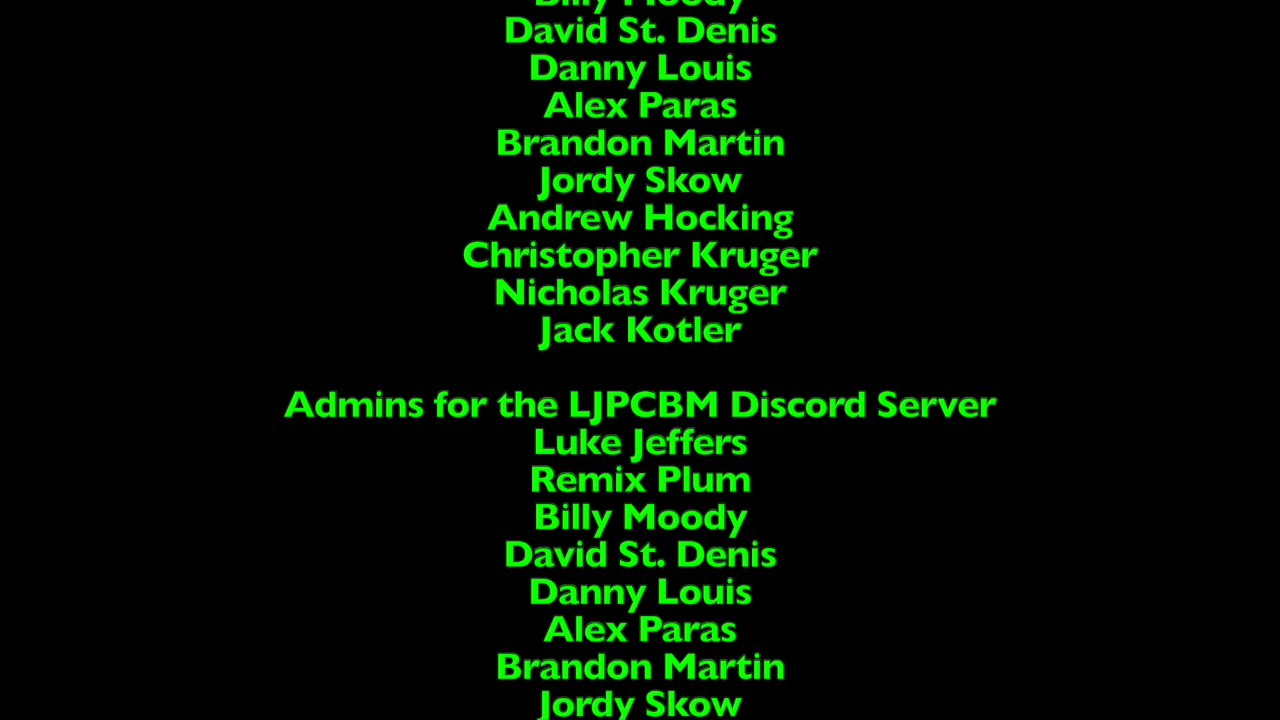 Billy Moody
David St. Denis
Danny Louis
Alex Paras
Brandon Martin
Jordy Skow
Andrew Hocking
Christopher Kruger
Nicholas Kruger
Jack Kotler
Admins for the LJPCBM Discord Server
Luke Jeffers
Remix Plum
Billy Moody
David St. Denis
Danny Louis
Alex Paras
Brandon Martin
Jordy Skow